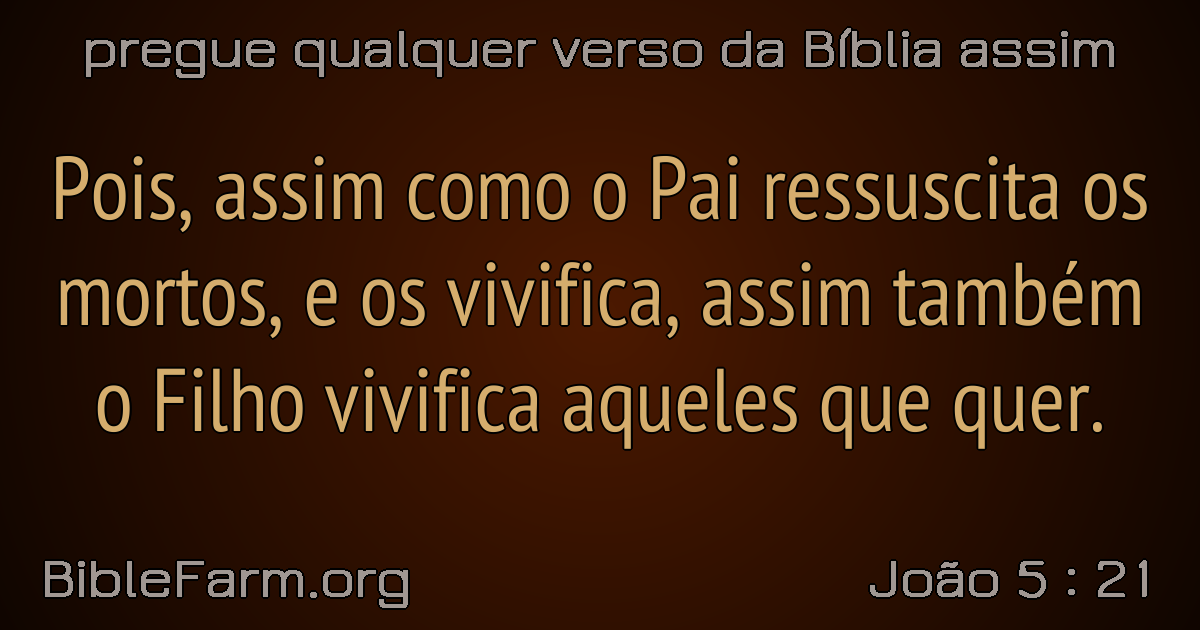 pregue qualquer verso da Bíblia assim
Pois, assim como o Pai ressuscita os
mortos, e os vivifica, assim também
o Filho vivifica aqueles que quer.
BibleFarm.org
João 5 : 21